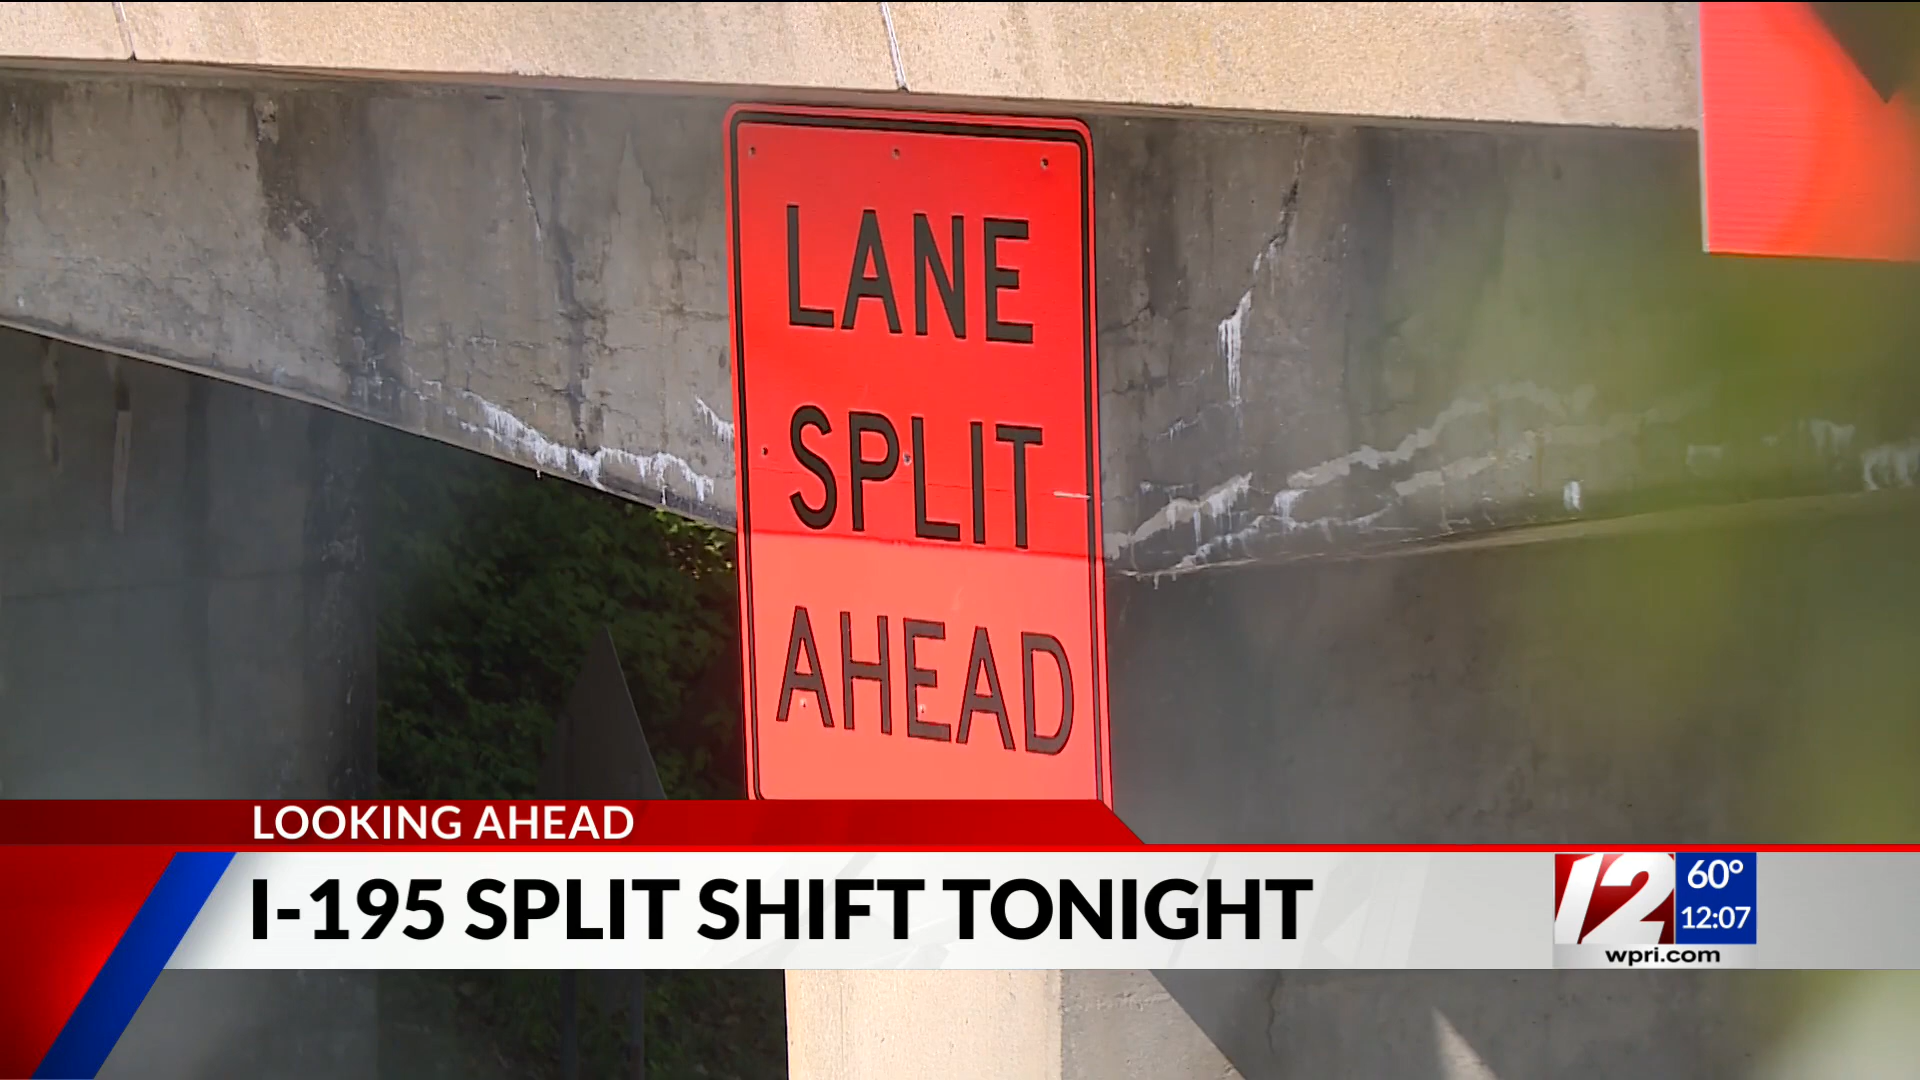 LANE
SPLIT
AHEAD
LOOKING AHEAD
I-195 SPLIT SHIFT TONIGHT
12
60°
12:07
wpri.com